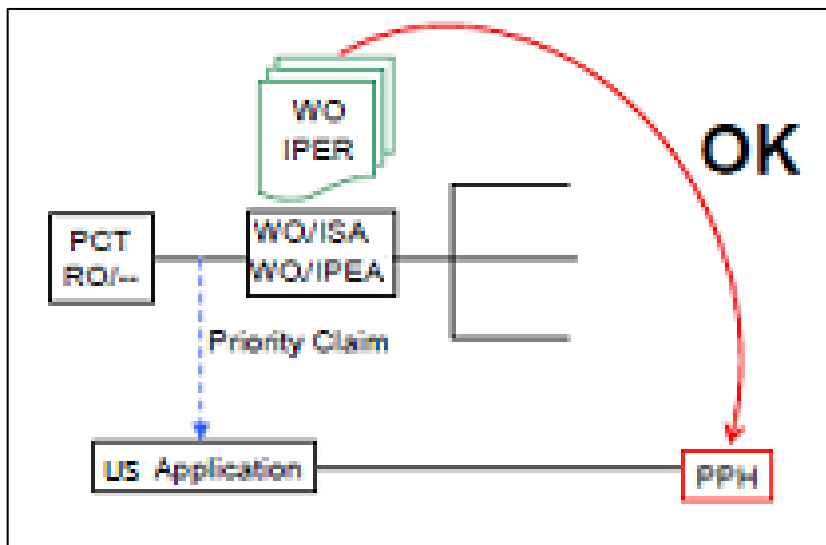 WO
IPER
OK
PCT
RO/--
WO/ISA
WO/IPEA
Priority Claim
US Application
PPH